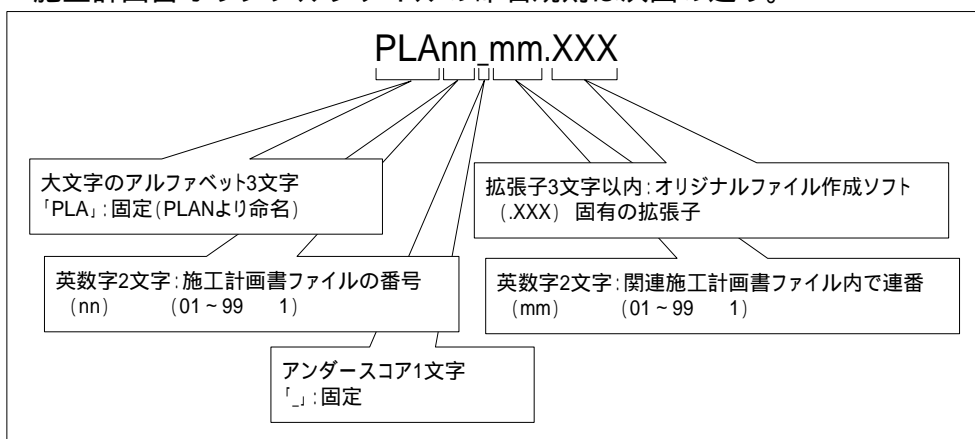 PLAnn_mm.XXX
大文字のアルファベット3文字
「PLA」:固定(PLANより命名)
拡張子3文字以内:オリジナルファイル作成ソフト
(.XXX) 固有の拡張子
英数字2文字:施工計画書ファイルの番号
(nn) (01~99 1)
英数字2文字:関連施工計画書ファイル内で連番
(mm) (01~99 1)
アンダースコア1文字
「_」:固定